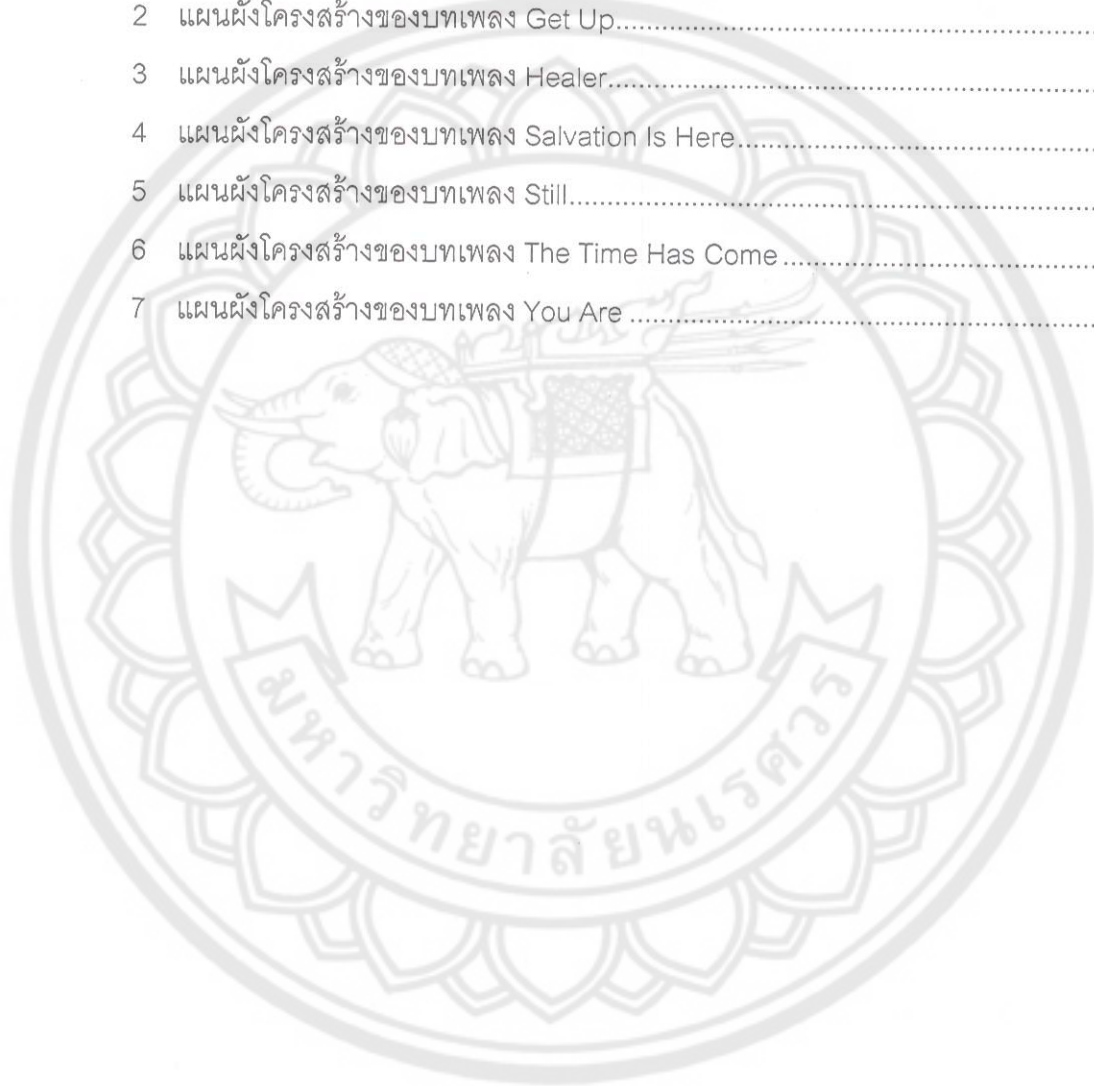 2 แผนผังโครงสร้างของบทเพลง Get Up........................................................................
3 แผนผังโครงสร้างของบทเพลง Healer........................................................................
4 แผนผังโครงสร้างของบทเพลง Salvation Is Here.....................................................
5 แผนผังโครงสร้างของบทเพลง Still..............................................................................
6 แผนผังโครงสร้างของบทเพลง The Time Has Come ..............................................
7 แผนผังโครงสร้างของบทเพลง You Are .....................................................................
มหาวิทยาลัยนเรศวร